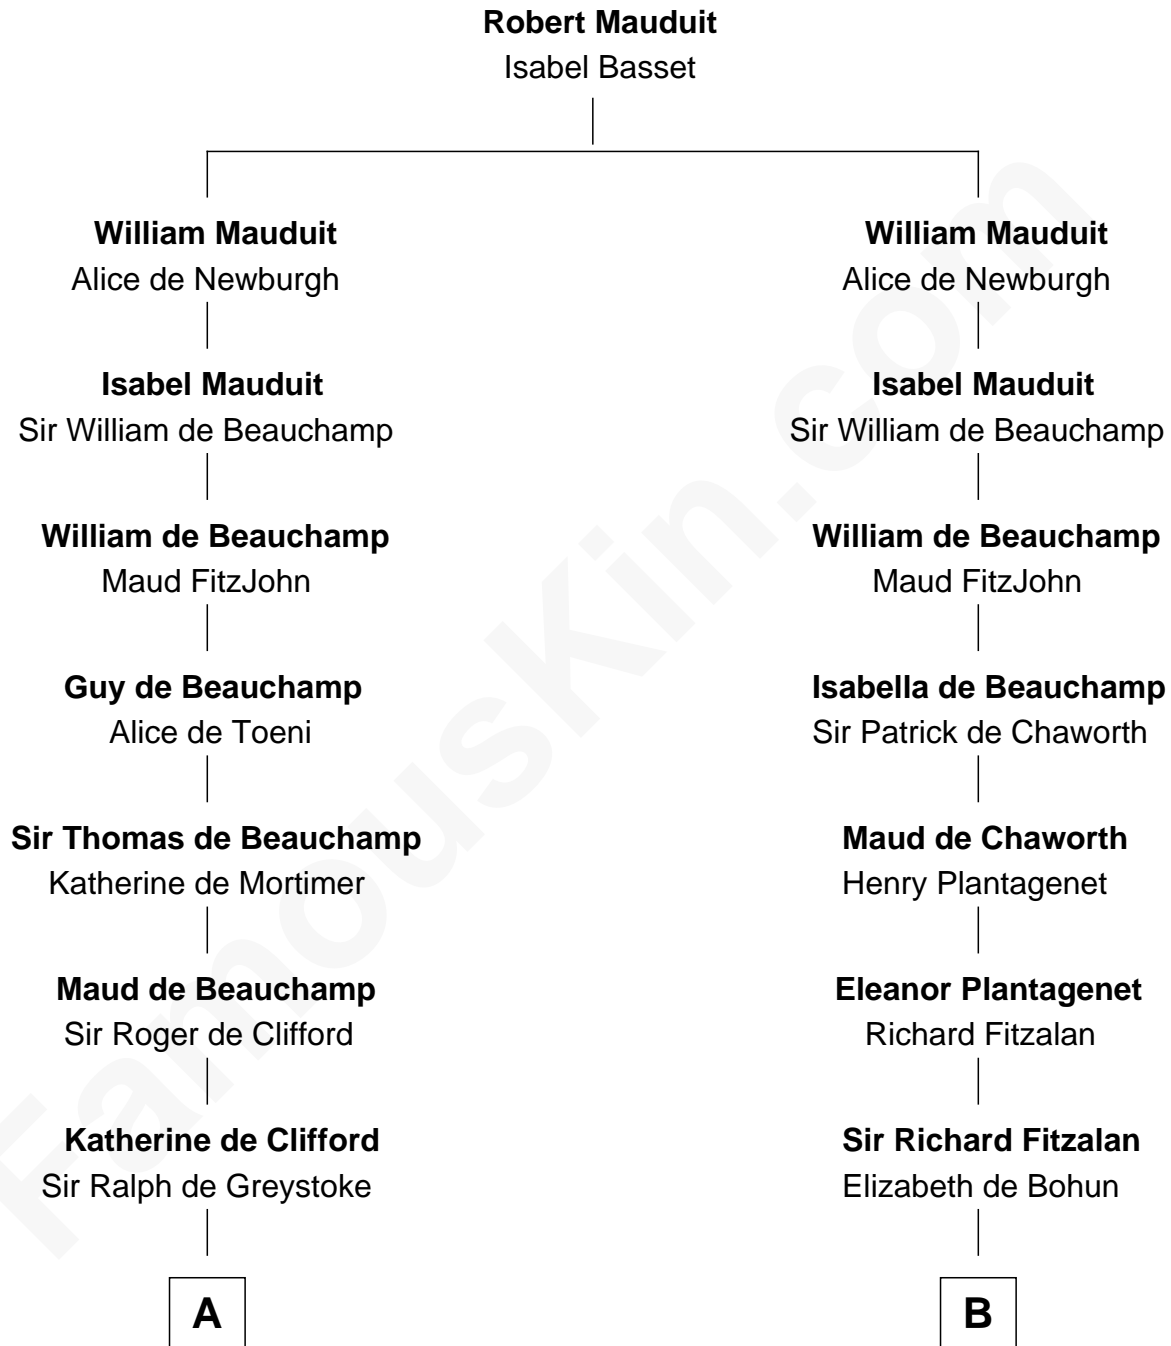 Robert Mauduit
Isabel Basset
William Mauduit
Alice de Newburgh
William Mauduit
Alice de Newburgh
Isabel Mauduit
Sir William de Beauchamp
Isabel Mauduit
Sir William de Beauchamp
William de Beauchamp
Maud FitzJohn
William de Beauchamp
Maud FitzJohn
Guy de Beauchamp
Alice de Toeni
Isabella de Beauchamp
Sir Patrick de Chaworth
Sir Thomas de Beauchamp
Katherine de Mortimer
Maud de Chaworth
Henry Plantagenet
Maud de Beauchamp
Sir Roger de Clifford
Eleanor Plantagenet
Richard Fitzalan
Katherine de Clifford
Sir Ralph de Greystoke
Sir Richard Fitzalan
Elizabeth de Bohun
A
B
FamousKin.com